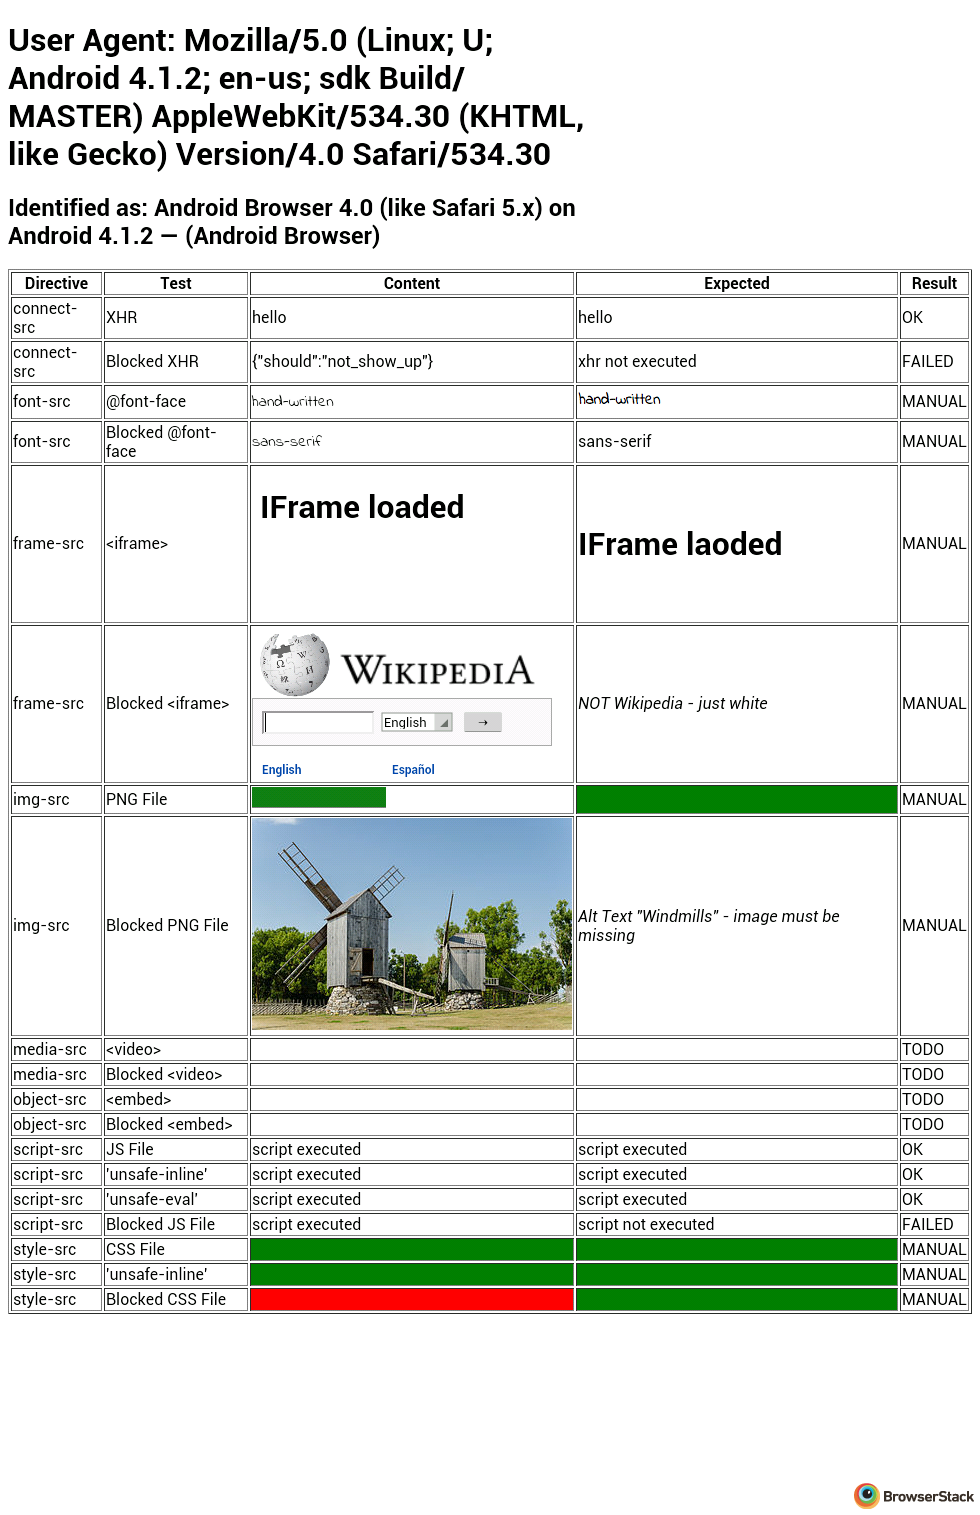 User Agent: Mozilla/5.0 (Linux; U;
Android 4.1.2; en-us; sdk Build/
MASTER) AppleWebKit/534.30 (KHTML,
like Gecko) Version/4.0 Safari/534.30
Identified as: Android Browser 4.0 (like Safari 5.x) on
Android 4.1.2 — (Android Browser)
Directive Test Content Expected Result
connect-
src XHR hello hello OK
connect-
src Blocked XHR {"should":"not_show_up"} xhr not executed FAILED
font-src @font-face hand-written hand-written MANUAL
font-src Blocked @font-
face sans-serif sans-serif MANUAL
frame-src <iframe> IFrame loaded IFrame laoded MANUAL
frame-src Blocked <iframe> WIKIPEDIA NOT Wikipedia - just white MANUAL
English →
English Español
img-src PNG File MANUAL
img-src Blocked PNG File Alt Text "Windmills" - image must be
missing MANUAL
media-src <video> TODO
media-src Blocked <video> TODO
object-src <embed> TODO
object-src Blocked <embed> TODO
script-src JS File script executed script executed OK
script-src 'unsafe-inline' script executed script executed OK
script-src 'unsafe-eval' script executed script executed OK
script-src Blocked JS File script executed script not executed FAILED
style-src CSS File MANUAL
style-src 'unsafe-inline' MANUAL
style-src Blocked CSS File MANUAL
BrowserStack